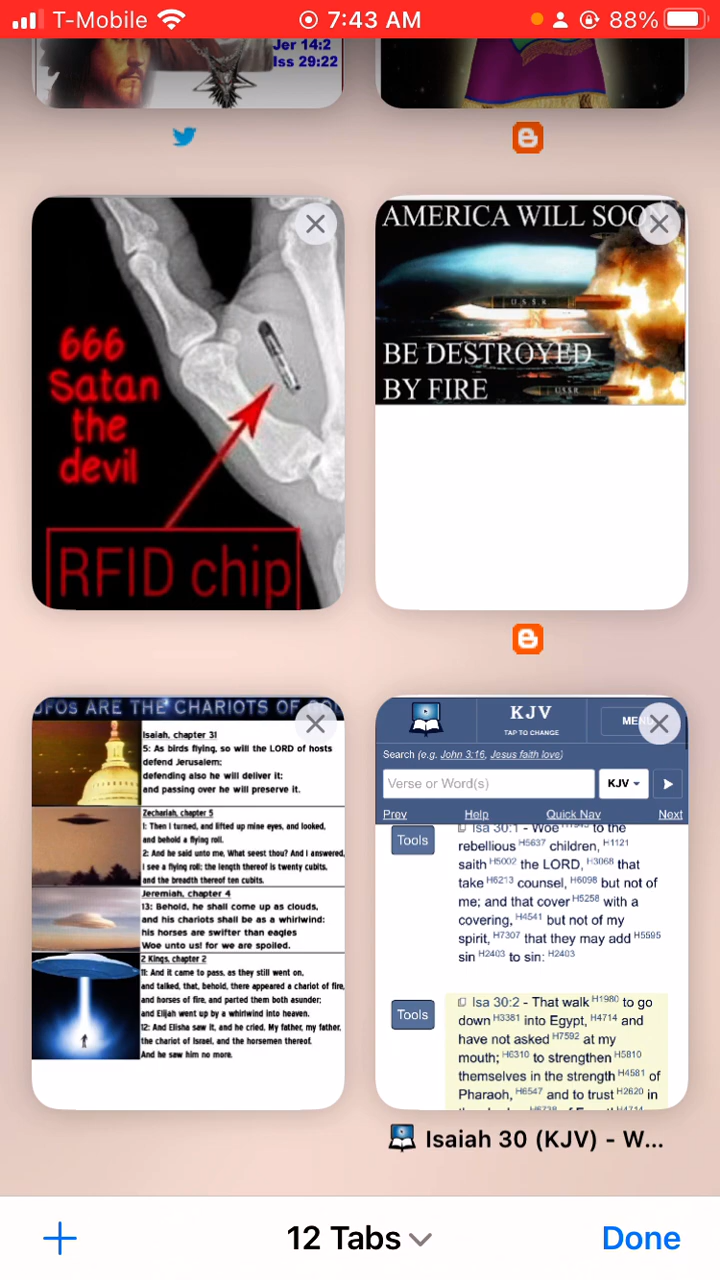 T-Mobile 7:43 AM 88%
Jer 14:2
Iss 29:22
666
Satan
the
devil
RFID chip
AMERICA WILL SOON
U S S R
BE DESTROYED
BY FIRE
U S S R
UFOs ARE THE CHARIOTS OF
Isaiah, chapter 31
5: As birds flying, so will the LORD of hosts
defend Jerusalem;
defending also he will deliver it;
and passing over he will preserve it.
Zechariah, chapter 5
1: Then I turned, and lifted up mine eyes, and looked,
and behold a flying roll.
2: And he said unto me, What seest thou? And I answered,
I see a flying roll; the length thereof is twenty cubits,
and the breadth thereof ten cubits.
Jeremiah, chapter 4
13: Behold, he shall come up as clouds,
and his chariots shall be as a whirlwind:
his horses are swifter than eagles
Woe unto us! for we are spoiled.
2 Kings, chapter 2
11: And it came to pass, as they still went on,
and talked, that, behold, there appeared a chariot of fire,
and horses of fire, and parted them both asunder;
and Elijah went up by a whirlwind into heaven.
12: And Elisha saw it, and he cried. My father, my father,
the chariot of Israel, and the horsemen thereof.
And he saw him no more.
KJV
TAP TO CHANGE
MENU
Search (e.g. John 3:16, Jesus faith love)
Verse or Word(s) KJV
Prev Help Quick Nav Next
Tools
Isa 30:1 - Woe to the
rebellious H5637 children, H1121
saith H5002 the LORD, H3068 that
take H6213 counsel, H6098 but not of
me; and that cover H5258 with a
covering, H4541 but not of my
spirit, H7307 that they may add H5595
sin H2403 to sin: H2403
Tools
Isa 30:2 - That walk H1980 to go
down H3381 into Egypt, H4714 and
have not asked H7592 at my
mouth; H6310 to strengthen H5810
themselves in the strength H4581 of
Pharaoh, H6547 and to trust H2620 in
Isaiah 30 (KJV) - W...
12 Tabs
Done